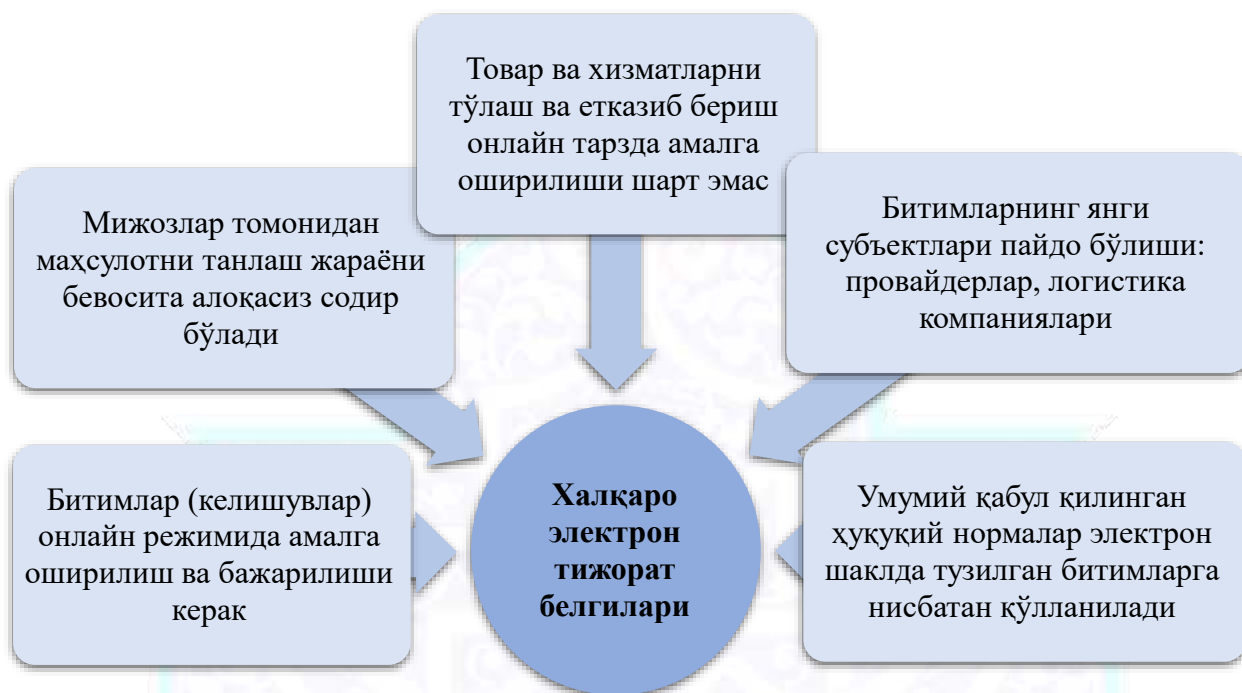 Товар ва хизматларни
тўлаш ва етказиб бериш
онлайн тарзда амалга
оширилиши шарт эмас
Мижозлар томонидан
маҳсулотни танлаш жараёни
бевосита алоқасиз содир
бўлади
Битимларнинг янги
субъектлари пайдо бўлиши:
провайдерлар, логистика
компаниялари
Битимлар (келишувлар)
онлайн режимида амалга
оширилиш ва бажарилиши
керак
Халқаро
электрон
тижорат
белгилари
Умумий қабул қилинган
ҳуқуқий нормалар электрон
шаклда тузилган битимларга
нисбатан қўлланилади